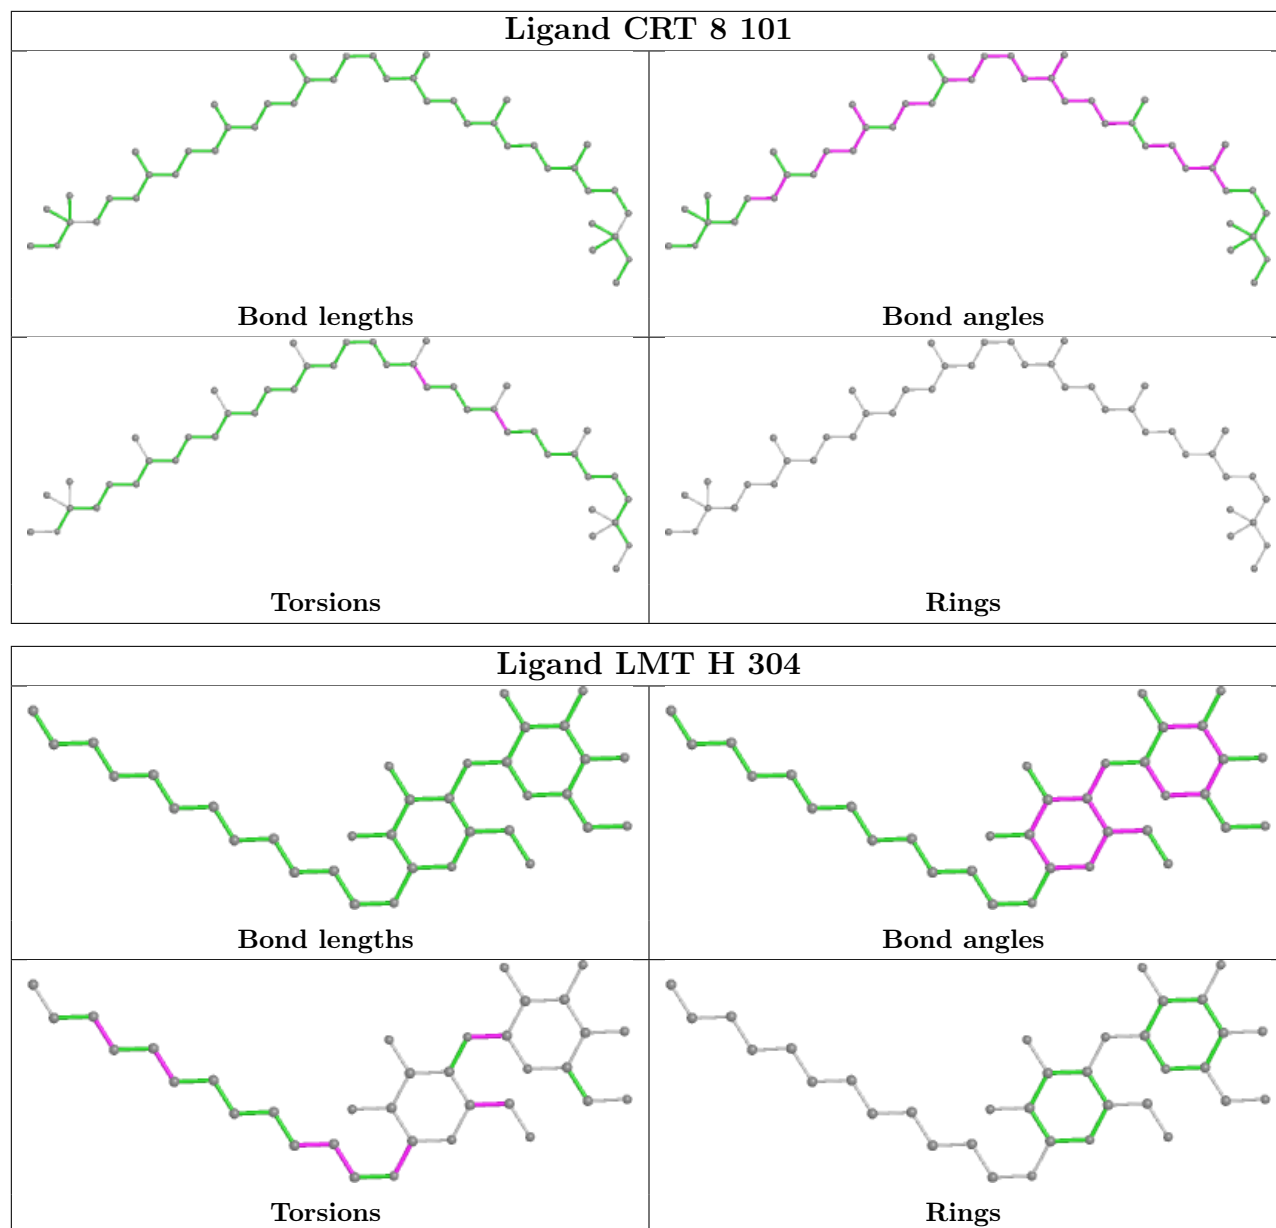 Ligand CRT 8 101
Bond lengths
Bond angles
Torsions
Rings
Ligand LMT H 304
Bond lengths
Bond angles
Torsions
Rings